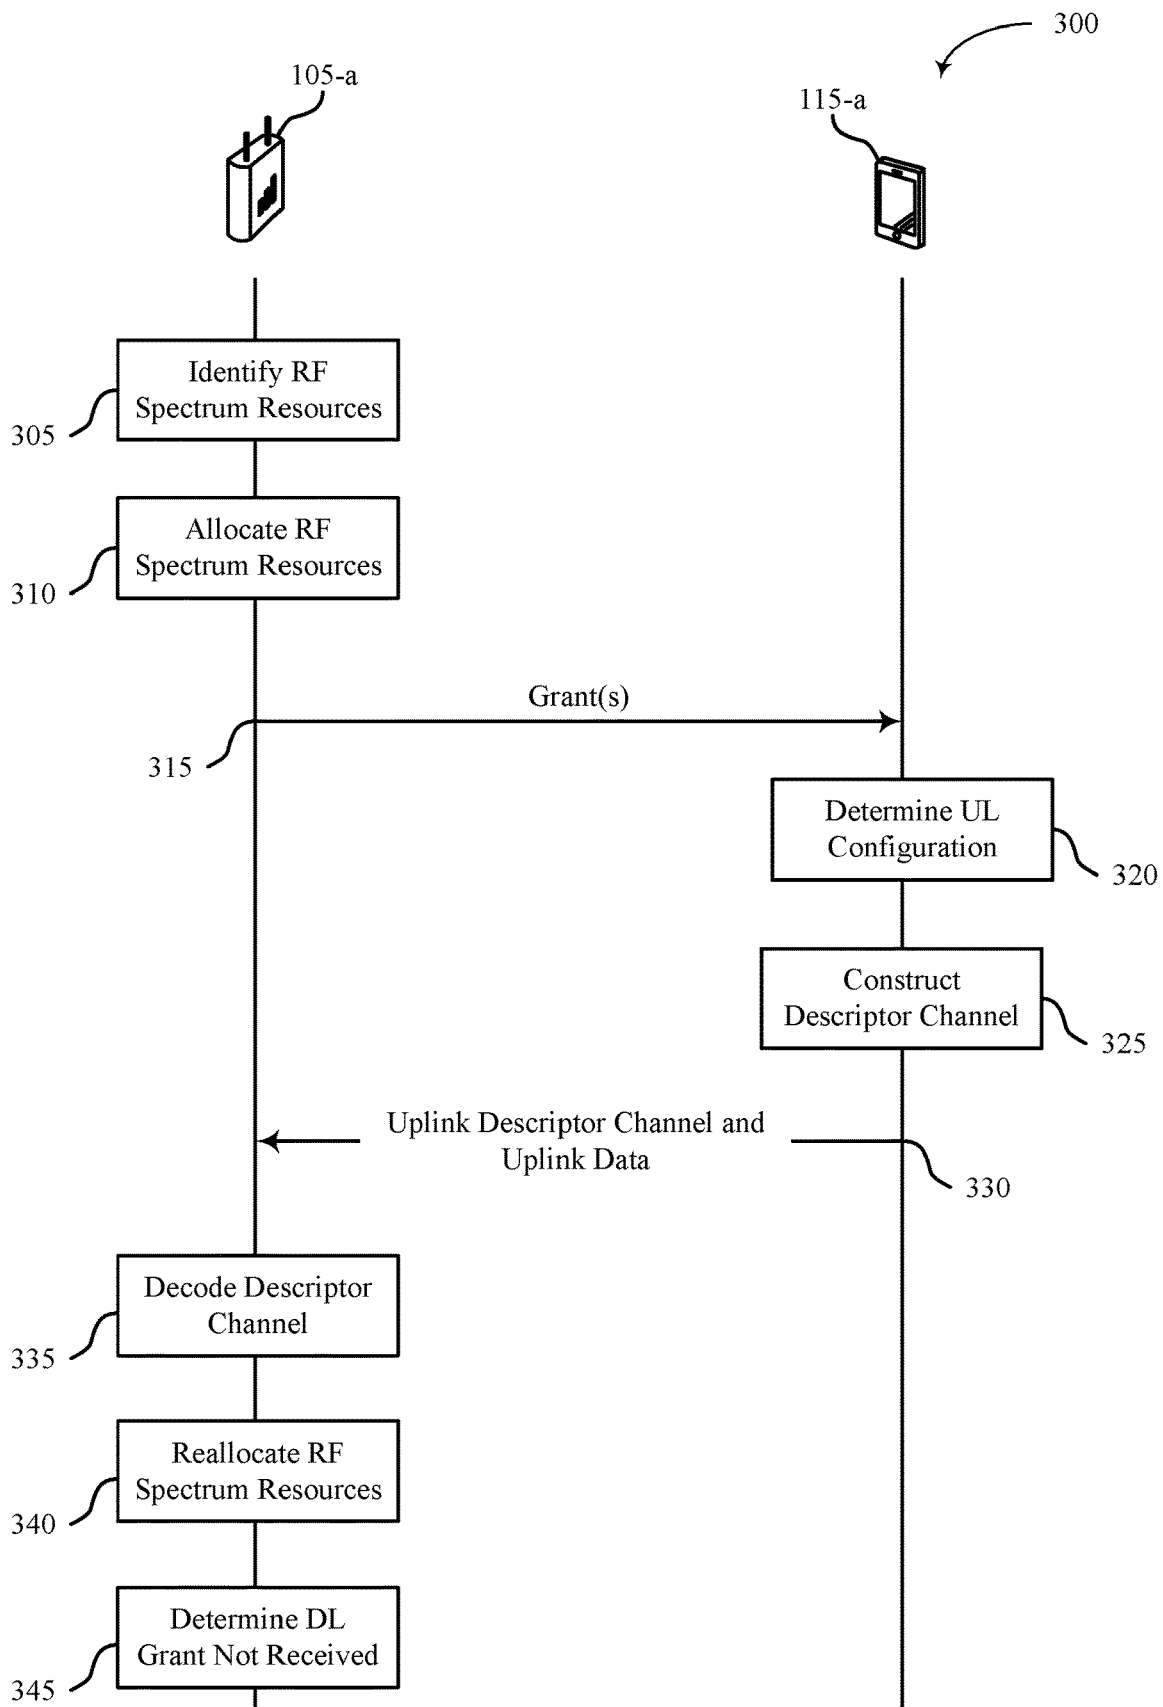 300
105-a
115-a
Identify RF
Spectrum Resources
305
Allocate RF
Spectrum Resources
310
Grant(s)
315
Determine UL
Configuration
320
Construct
Descriptor Channel
325
Uplink Descriptor Channel and
Uplink Data
330
Decode Descriptor
Channel
335
Reallocate RF
Spectrum Resources
340
Determine DL
Grant Not Received
345